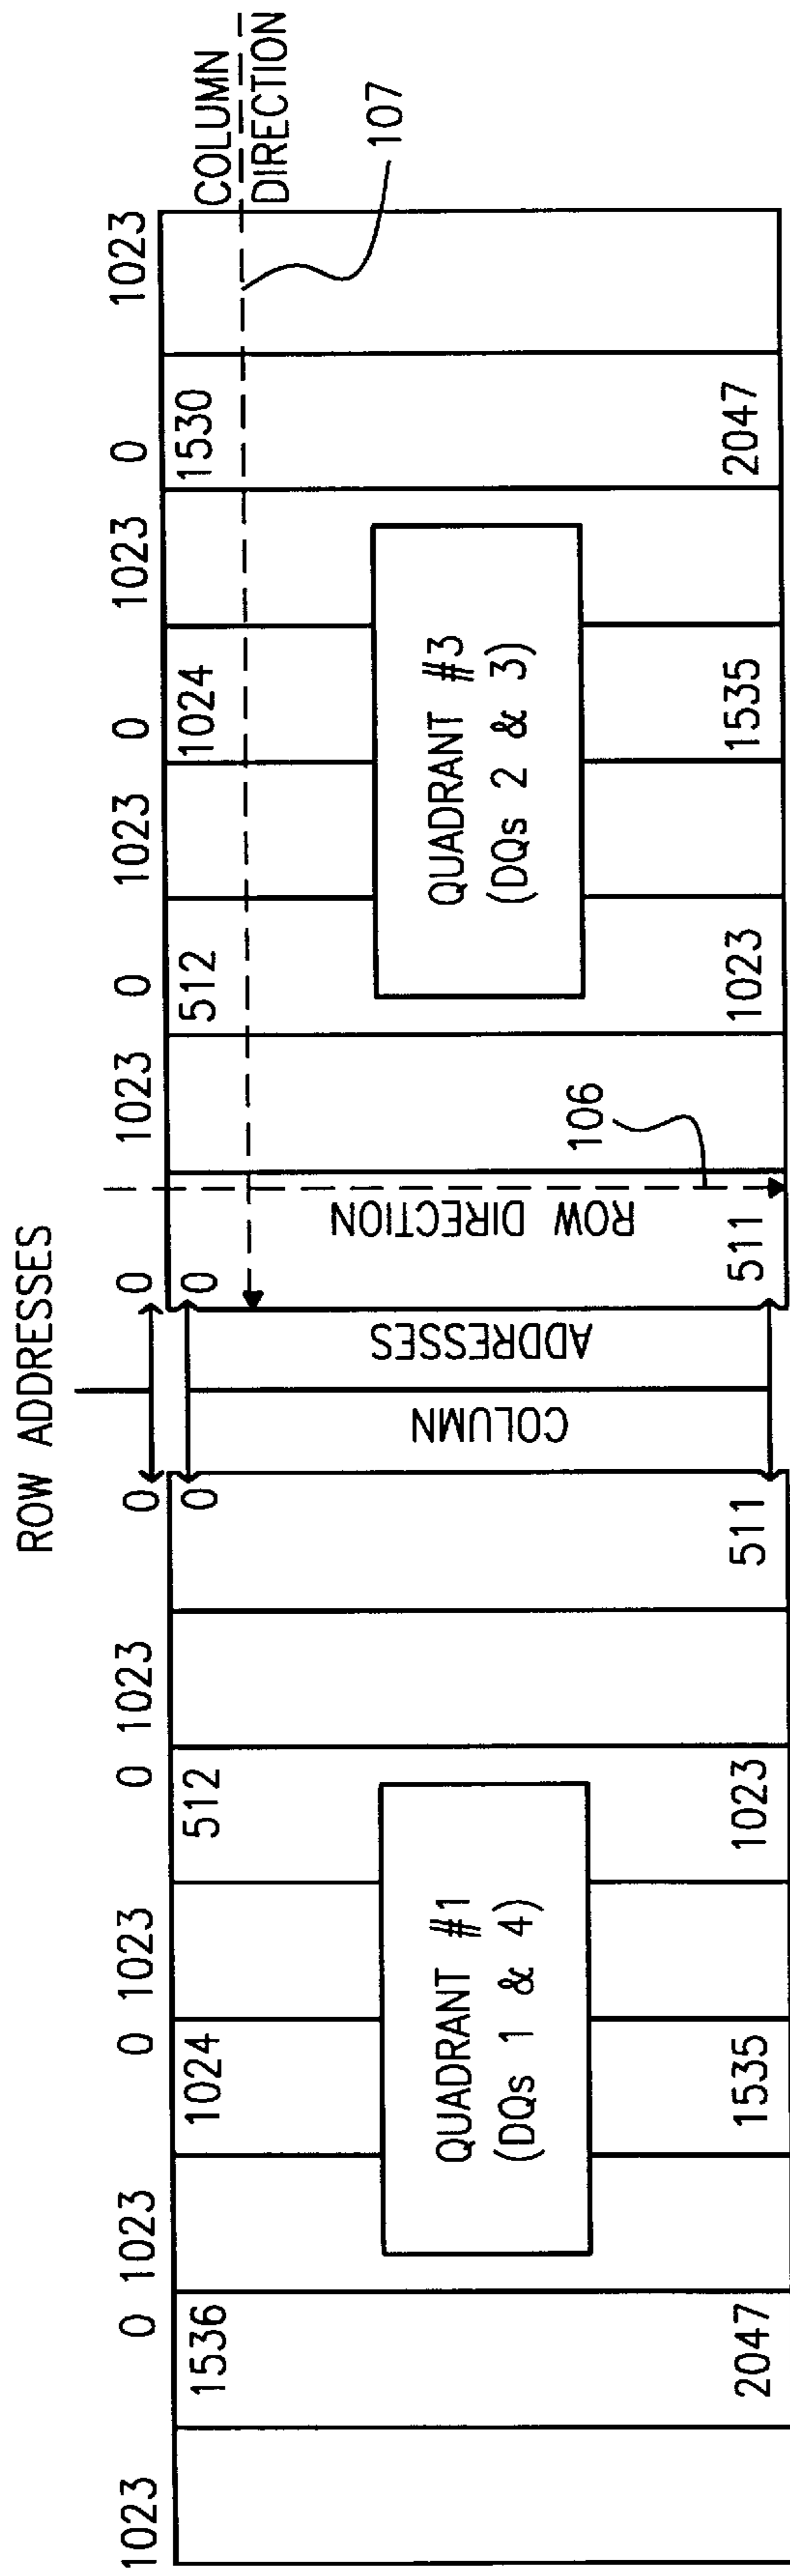 ROW ADDRESSES
1023 0 1023 0 1023 0 1023 0 0 1023 0 1023 0 1023 0 1023
1536 1024 512 0 0 512 1024 1530
COLUMN
DIRECTION
107
QUADRANT #1
(DQs 1 & 4)
COLUMN
ADDRESSES
ROW DIRECTION
106
QUADRANT #3
(DQs 2 & 3)
2047 1535 1023 511 511 1023 1535 2047